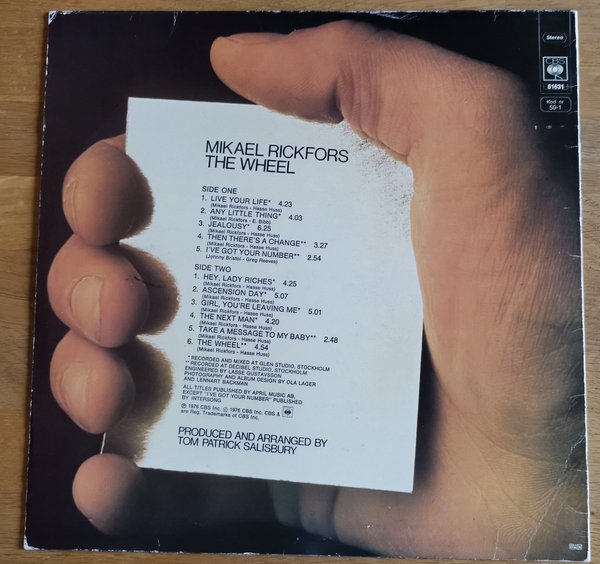 Stereo
CBS
81631
Kod nr
59-1
MIKAEL RICKFORS
THE WHEEL
SIDE ONE
1. LIVE YOUR LIFE* 4.23
(Mikael Rickfors - Hasse Huss)
2. ANY LITTLE THING* 4.03
(Mikael Rickfors - E. Bibb)
3. JEALOUSY* 6.25
(Mikael Rickfors - Hasse Huss)
4. THEN THERE'S A CHANGE** 3.27
(Mikael Rickfors - Hasse Huss)
5. I'VE GOT YOUR NUMBER** 2.54
(Johnny Bristol - Greg Reeves)
SIDE TWO
1. HEY, LADY RICHES* 4.25
(Mikael Rickfors - Hasse Huss)
2. ASCENSION DAY* 5.07
(Mikael Rickfors - Hasse Huss)
3. GIRL, YOU'RE LEAVING ME* 5.01
(Mikael Rickfors - Hasse Huss)
4. THE NEXT MAN* 4.20
(Mikael Rickfors - Hasse Huss)
5. TAKE A MESSAGE TO MY BABY** 2.48
(Mikael Rickfors - Hasse Huss)
6. THE WHEEL** 4.54
(Mikael Rickfors - Hasse Huss)
* RECORDED AND MIXED AT GLEN STUDIO, STOCKHOLM
** RECORDED AT DECIBEL STUDIO, STOCKHOLM
ENGINEERED BY LASSE GUSTAVSSON
PHOTOGRAPHY AND ALBUM DESIGN BY OLA LAGER
AND LENNART BACKMAN
ALL TITLES PUBLISHED BY APRIL MUSIC AB,
EXCEPT "I'VE GOT YOUR NUMBER" PUBLISHED
BY INTERSONG
℗ 1976 CBS Inc. © 1976 CBS Inc. CBS &
are Reg. Trademarks of CBS Inc.
PRODUCED AND ARRANGED BY
TOM PATRICK SALISBURY